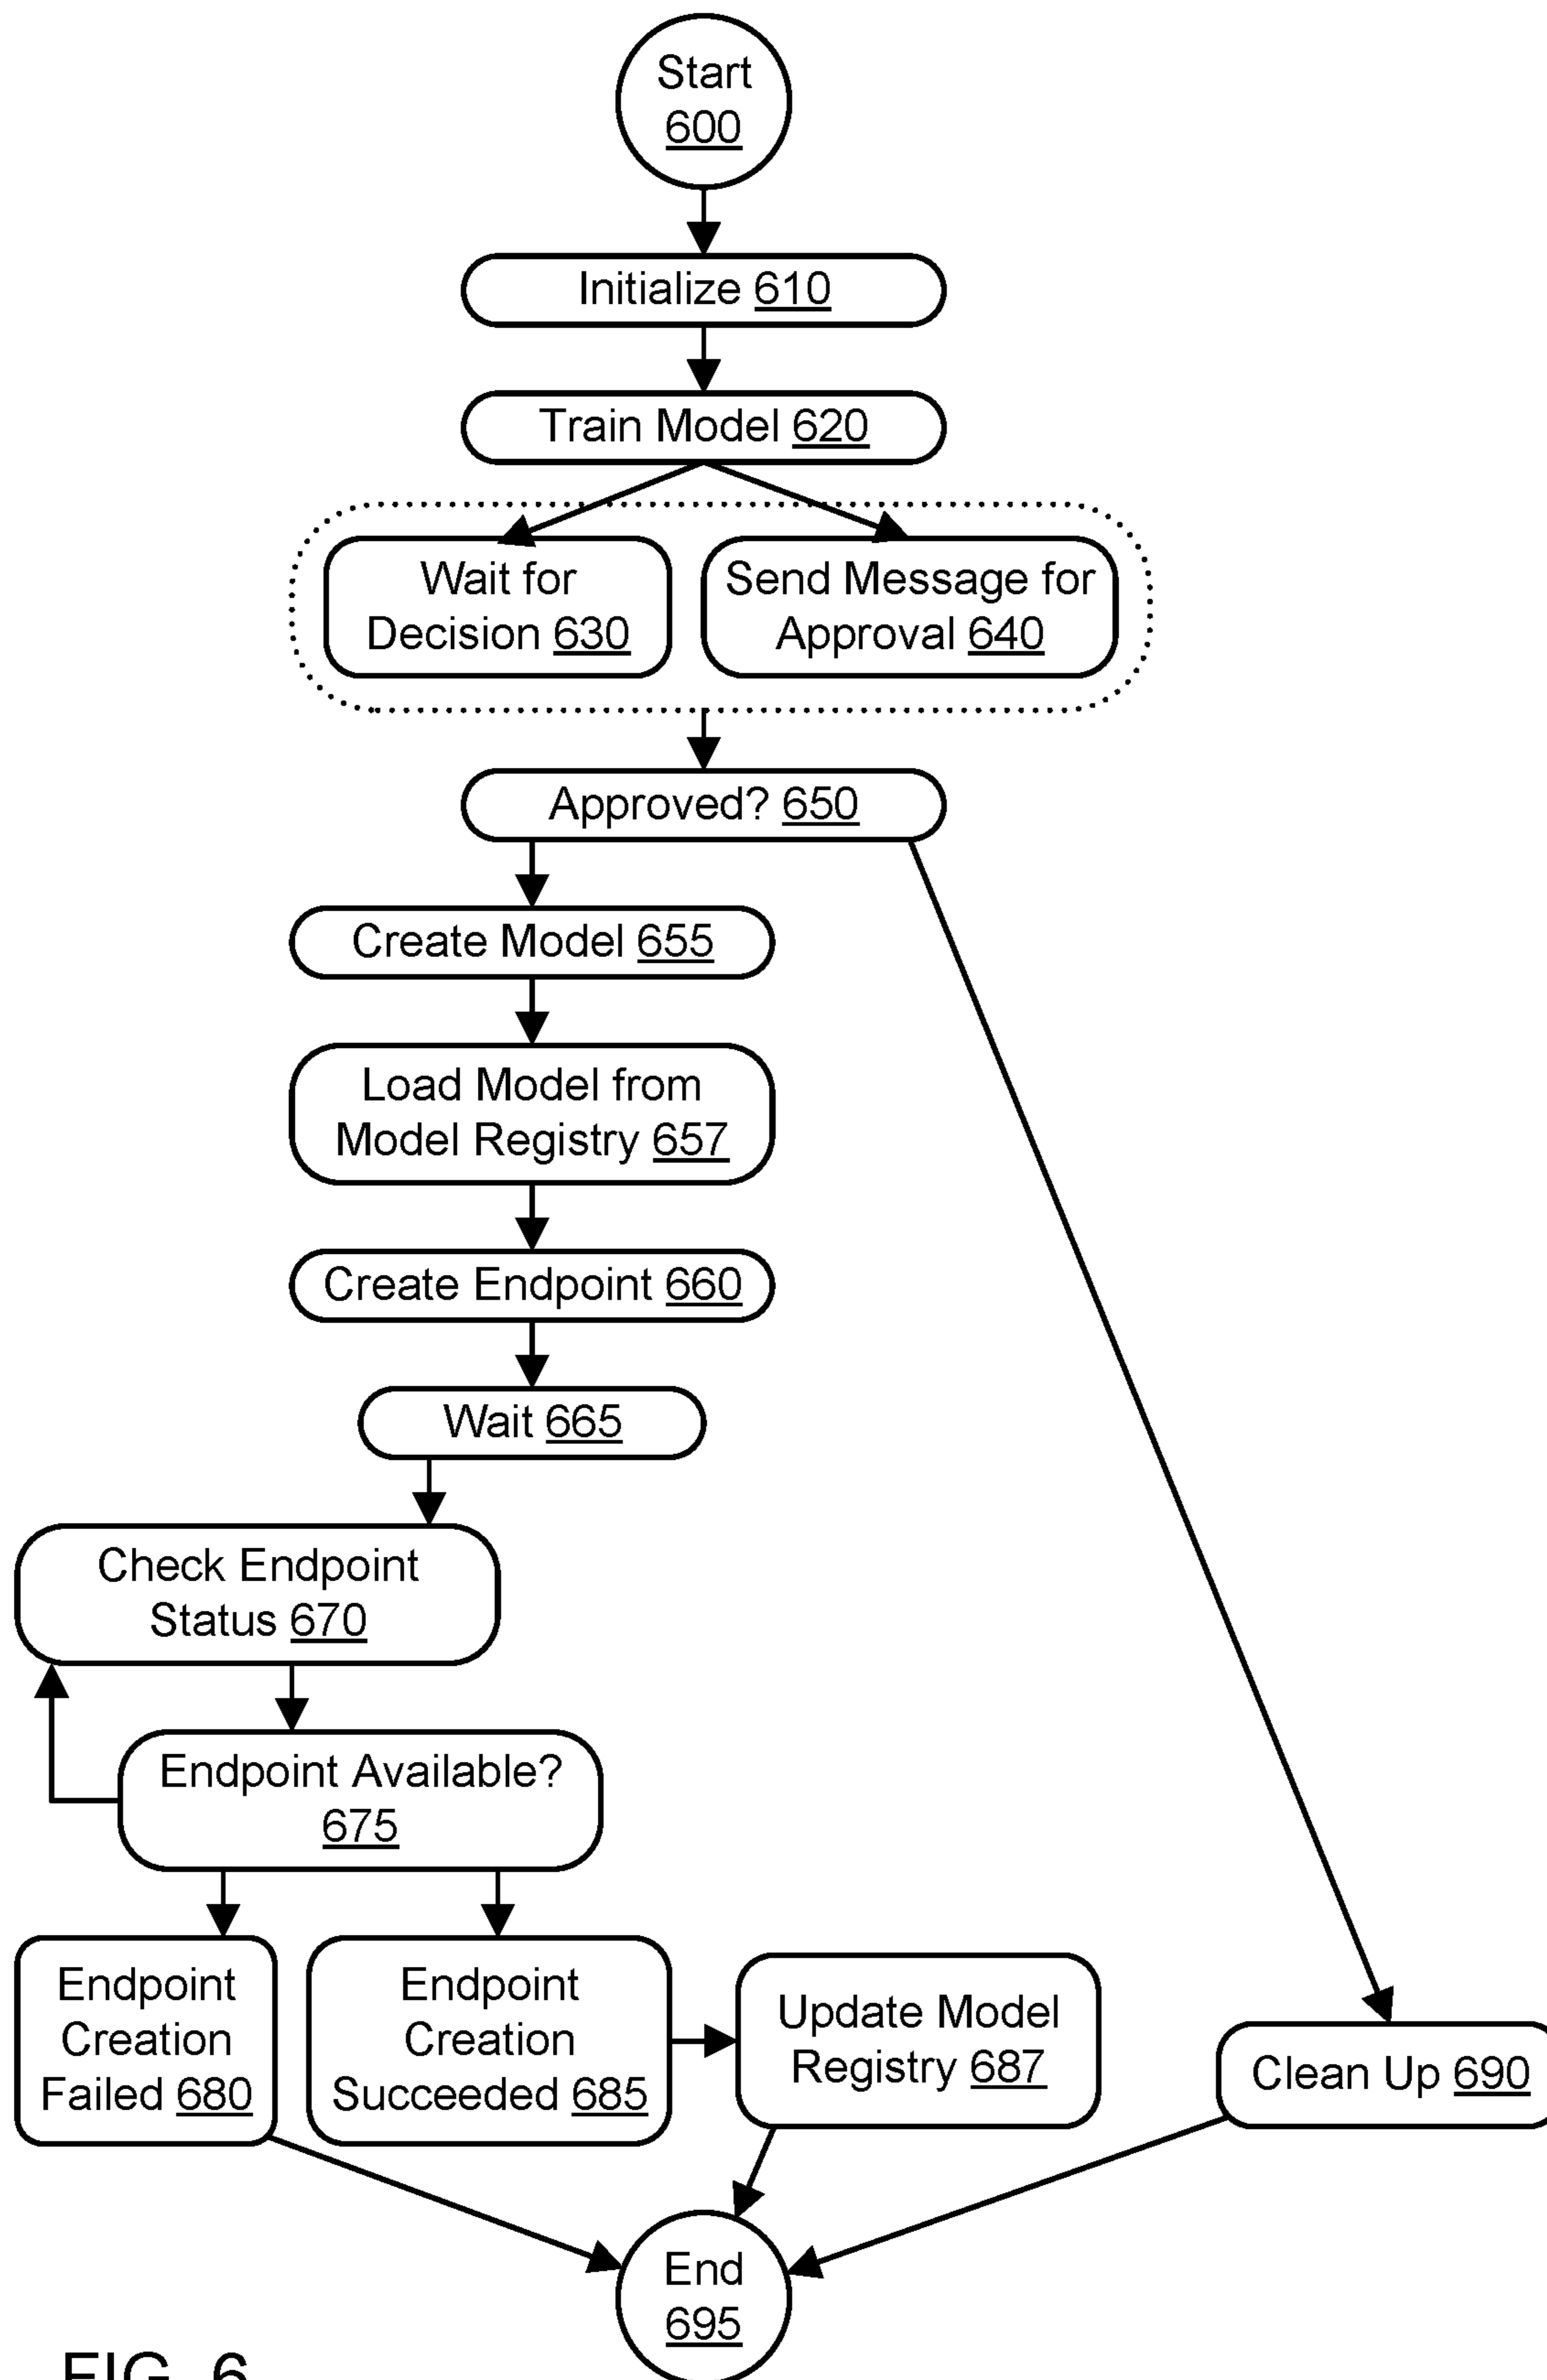 Start
600
Initialize 610
Train Model 620
Wait for
Decision 630
Send Message for
Approval 640
Approved? 650
Create Model 655
Load Model from
Model Registry 657
Create Endpoint 660
Wait 665
Check Endpoint
Status 670
Endpoint Available?
675
Endpoint
Creation
Failed 680
Endpoint
Creation
Succeeded 685
Update Model
Registry 687
Clean Up 690
End
695
FIG. 6